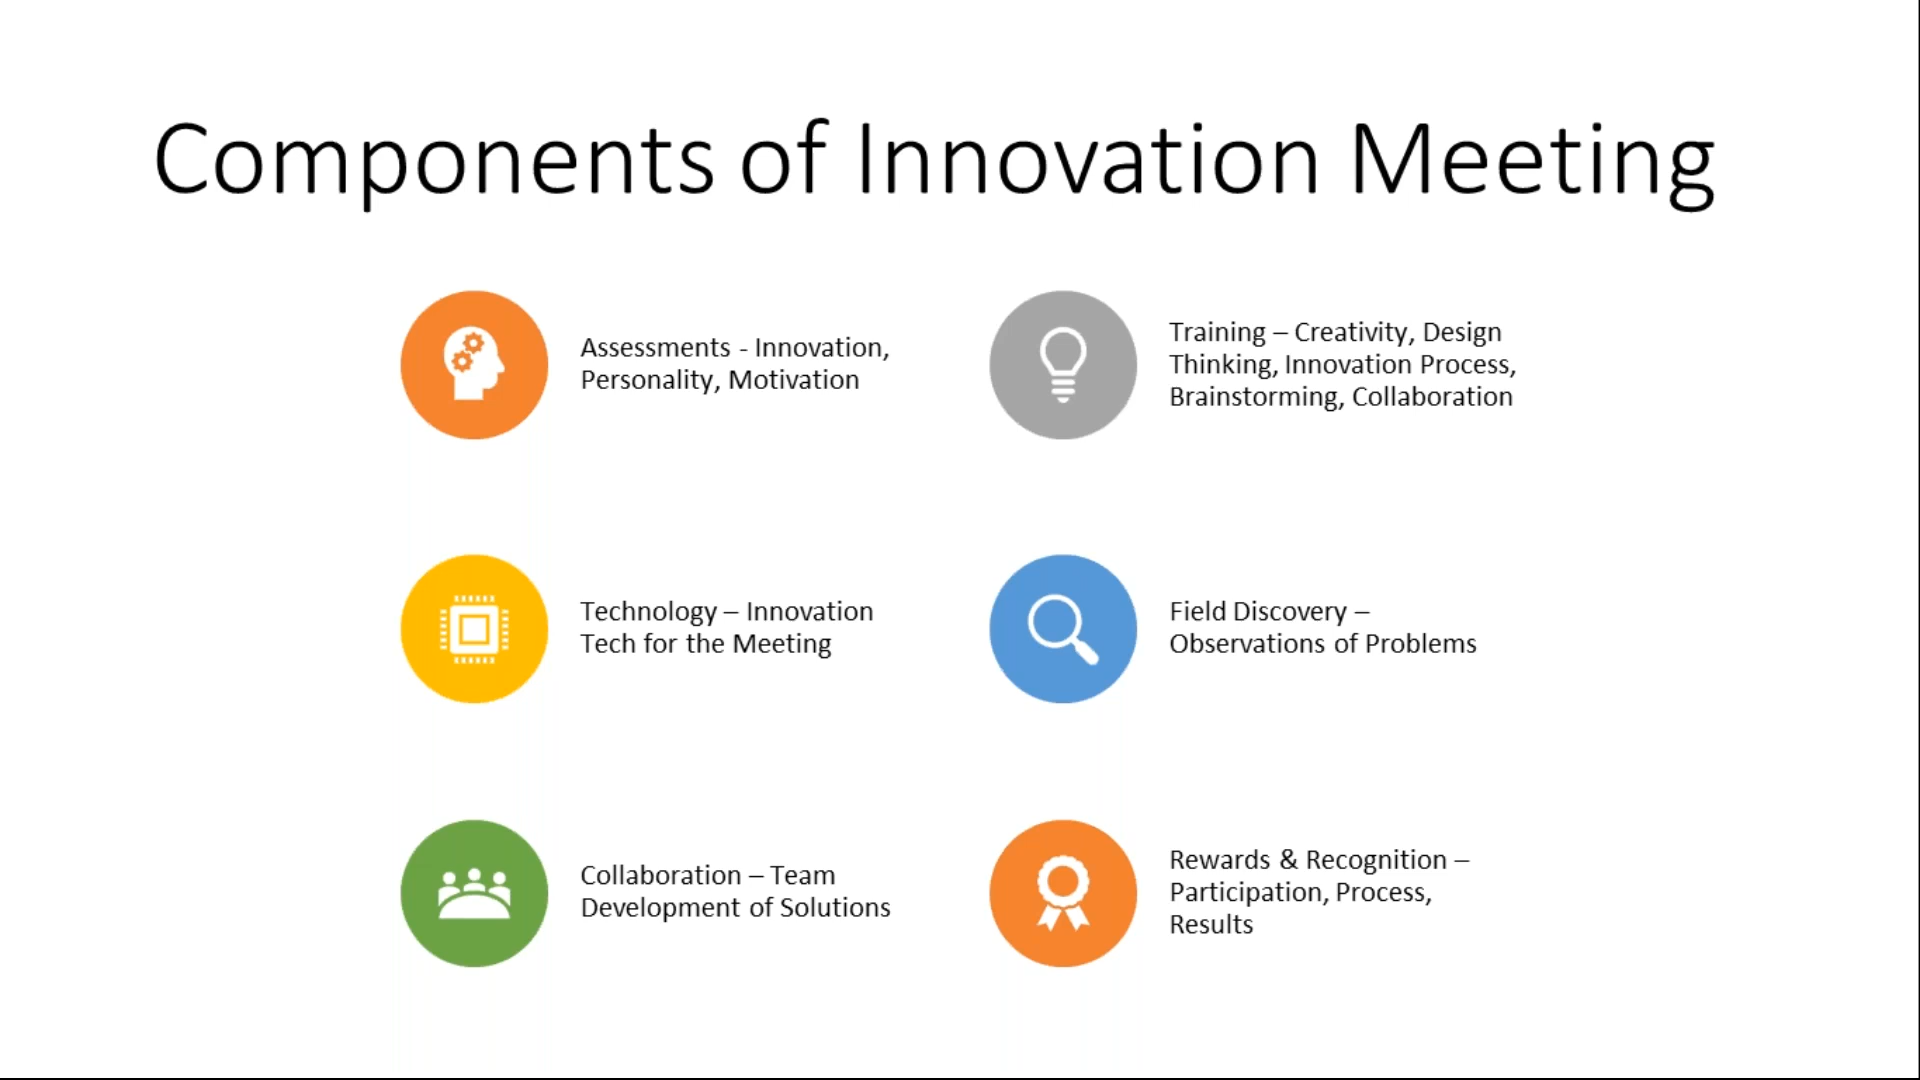 Components of Innovation Meeting
Assessments - Innovation,
Personality, Motivation
Training – Creativity, Design
Thinking, Innovation Process,
Brainstorming, Collaboration
Technology – Innovation
Tech for the Meeting
Field Discovery –
Observations of Problems
Collaboration – Team
Development of Solutions
Rewards & Recognition –
Participation, Process,
Results